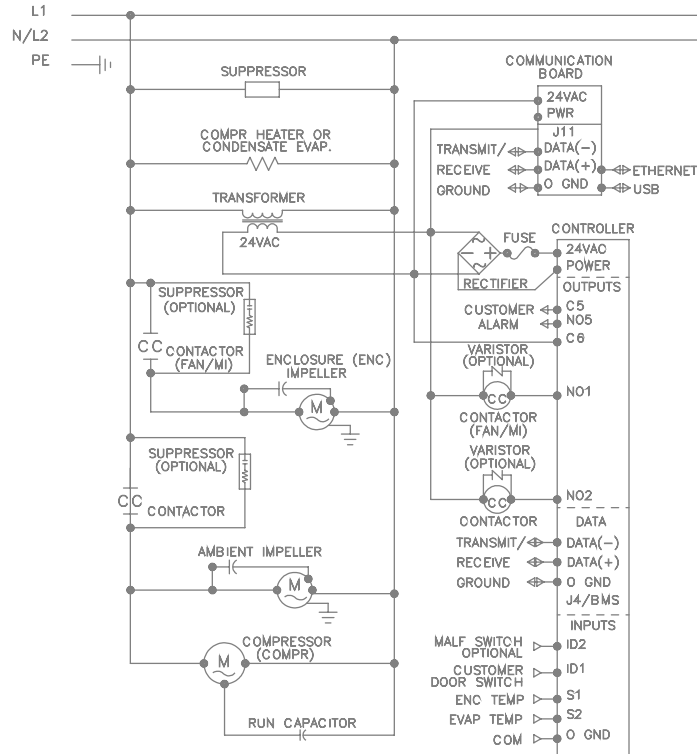 L1
N/L2
PE
SUPPRESSOR
COMPR HEATER OR
CONDENSATE EVAP.
TRANSFORMER
24VAC
SUPPRESSOR
(OPTIONAL)
CC
CONTACTOR
(FAN/MI)
ENCLOSURE (ENC)
IMPELLER
M
SUPPRESSOR
(OPTIONAL)
CC
CONTACTOR
AMBIENT IMPELLER
M
COMPRESSOR
(COMPR)
M
RUN CAPACITOR
COMMUNICATION
BOARD
24VAC
PWR
J11
TRANSMIT/ DATA(−)
RECEIVE DATA(+) ETHERNET
GROUND O GND USB
CONTROLLER
FUSE
24VAC
POWER
RECTIFIER
OUTPUTS
CUSTOMER C5
ALARM NO5
C6
VARISTOR
(OPTIONAL)
CC NO1
CONTACTOR
(FAN/MI)
VARISTOR
(OPTIONAL)
CC NO2
CONTACTOR
DATA
TRANSMIT/ DATA(−)
RECEIVE DATA(+)
GROUND O GND
J4/BMS
INPUTS
MALF SWITCH ID2
OPTIONAL
CUSTOMER ID1
DOOR SWITCH
ENC TEMP S1
EVAP TEMP S2
COM O GND